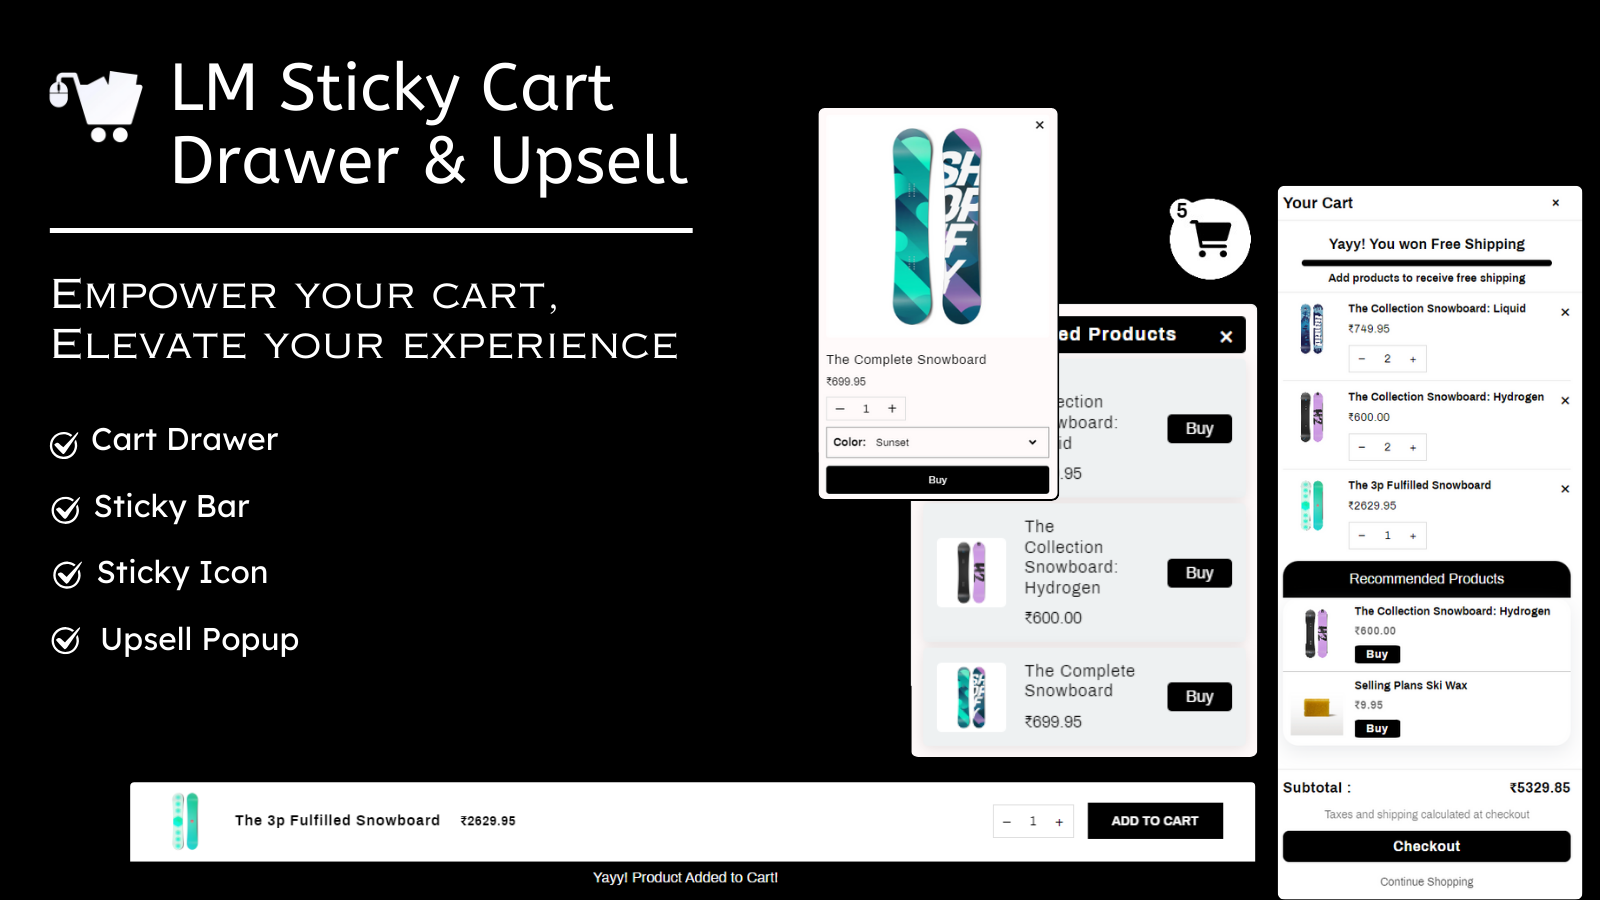 LM Sticky Cart
Drawer & Upsell
EMPOWER YOUR CART,
ELEVATE YOUR EXPERIENCE
Cart Drawer
Sticky Bar
Sticky Icon
Upsell Popup
×
SHOPIFY
The Complete Snowboard
₹699.95
− 1 +
Color: Sunset
Buy
5
Products ×
Buy
.95
The
Collection
Snowboard:
Hydrogen
₹600.00
Buy
The Complete
Snowboard
₹699.95
Buy
Your Cart ×
Yayy! You won Free Shipping
Add products to receive free shipping
The Collection Snowboard: Liquid ×
₹749.95
− 2 +
The Collection Snowboard: Hydrogen ×
₹600.00
− 2 +
The 3p Fulfilled Snowboard ×
₹2629.95
− 1 +
Recommended Products
The Collection Snowboard: Hydrogen
₹600.00
Buy
Selling Plans Ski Wax
₹9.95
Buy
Subtotal : ₹5329.85
Taxes and shipping calculated at checkout
Checkout
Continue Shopping
The 3p Fulfilled Snowboard ₹2629.95 − 1 + ADD TO CART
Yayy! Product Added to Cart!